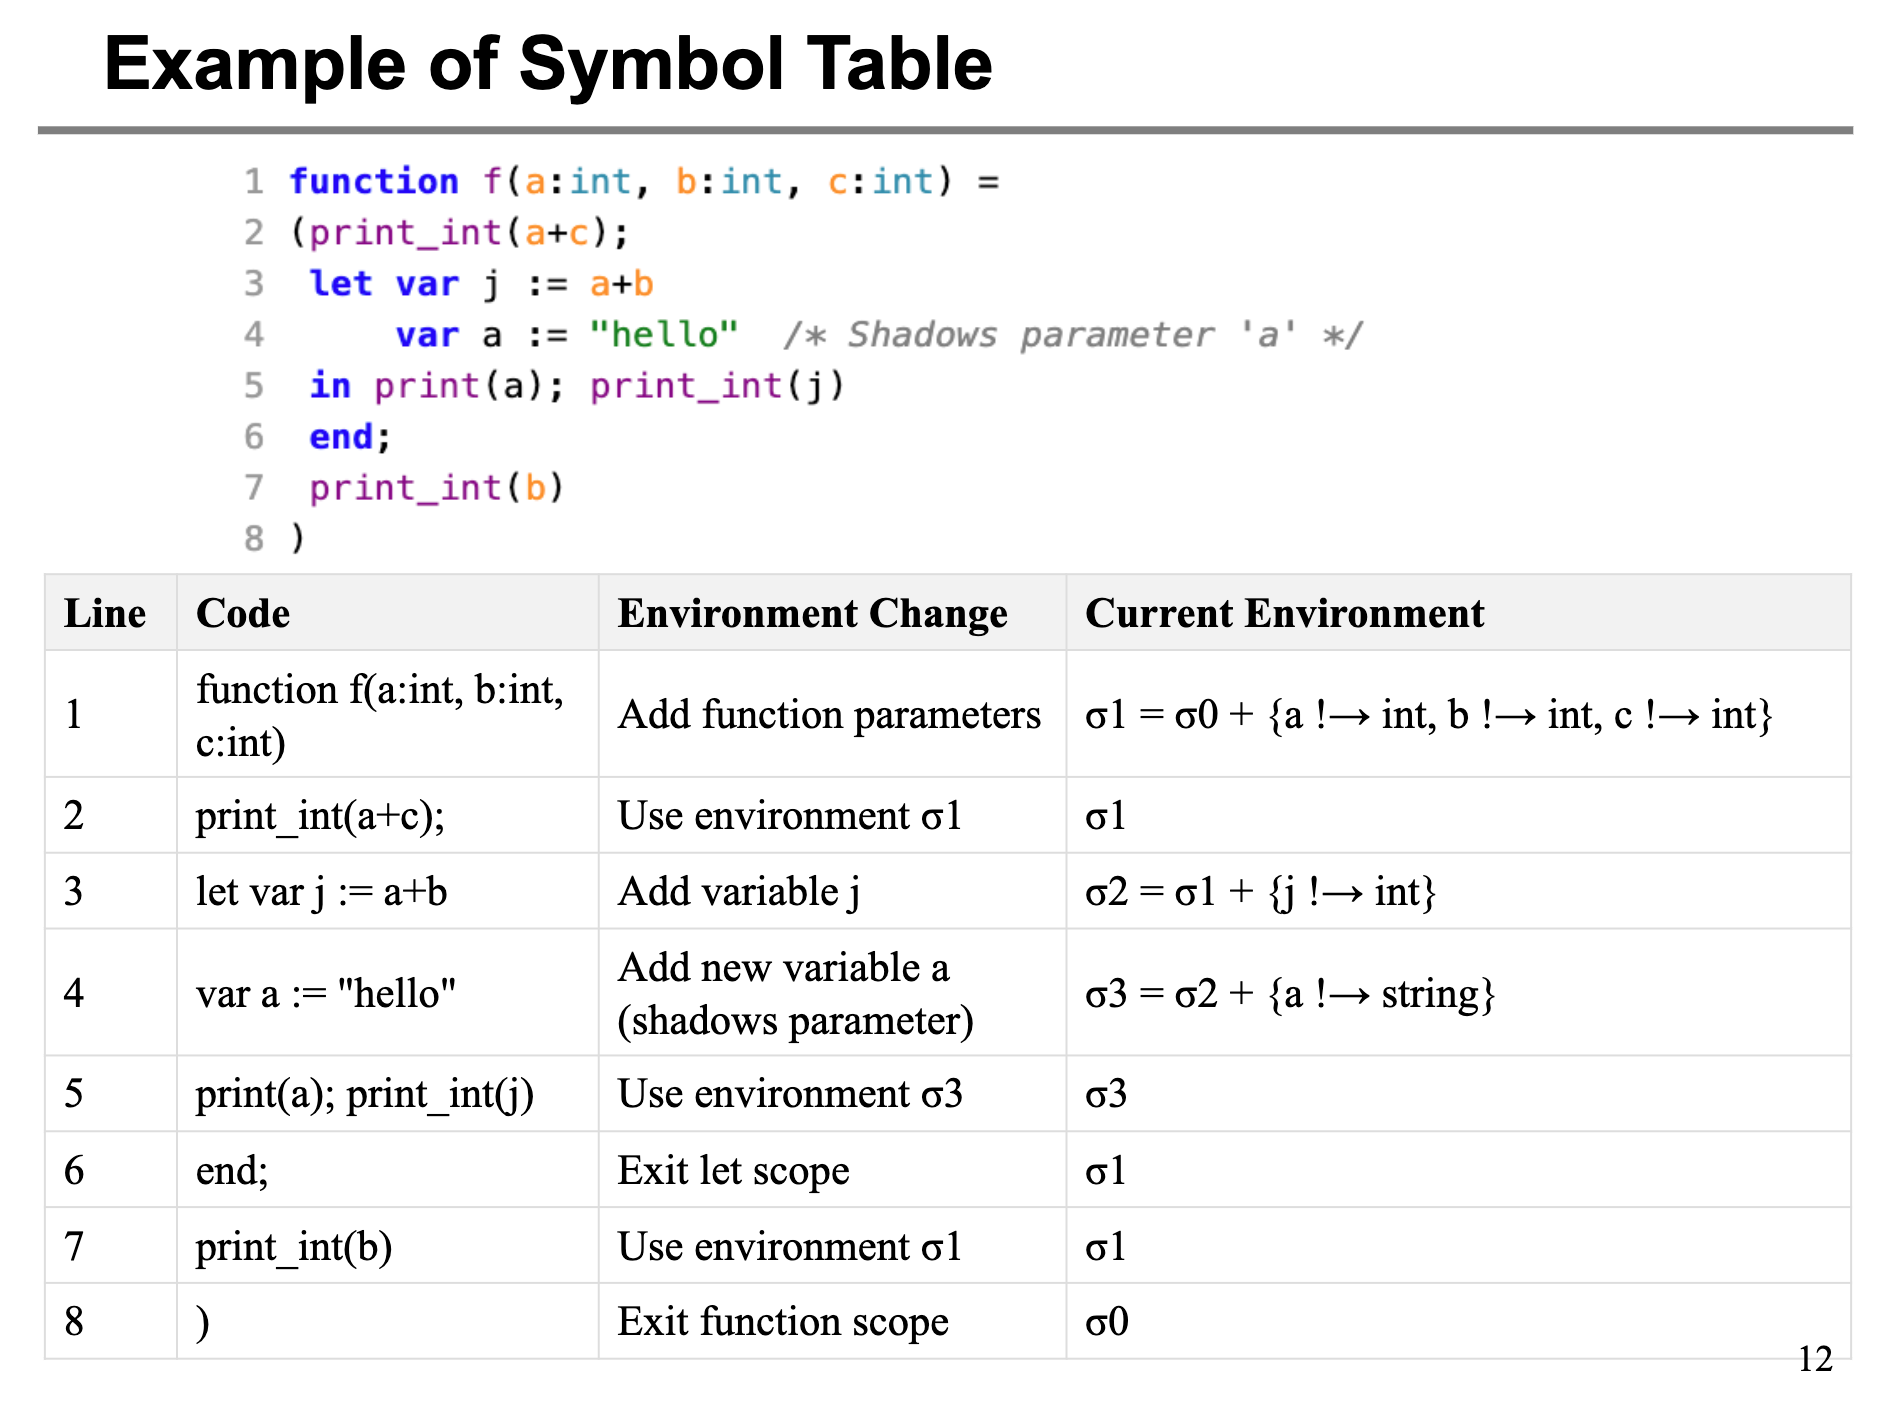 Example of Symbol Table
1 function f(a:int, b:int, c:int) =
2 (print_int(a+c);
3  let var j := a+b
4      var a := "hello"  /* Shadows parameter 'a' */
5  in print(a); print_int(j)
6  end;
7  print_int(b)
8 )
Line Code Environment Change Current Environment
1 function f(a:int, b:int, c:int) Add function parameters σ1 = σ0 + {a !→ int, b !→ int, c !→ int}
2 print_int(a+c); Use environment σ1 σ1
3 let var j := a+b Add variable j σ2 = σ1 + {j !→ int}
4 var a := "hello" Add new variable a (shadows parameter) σ3 = σ2 + {a !→ string}
5 print(a); print_int(j) Use environment σ3 σ3
6 end; Exit let scope σ1
7 print_int(b) Use environment σ1 σ1
8 ) Exit function scope σ0
12